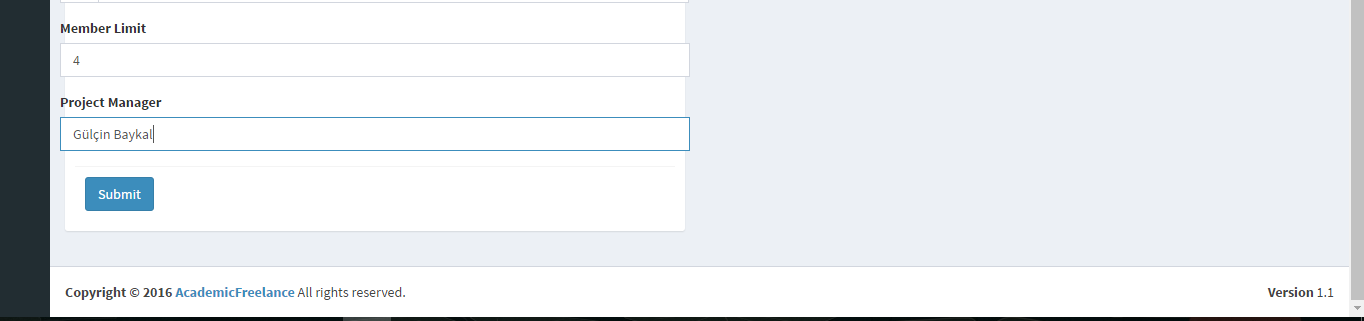 Member Limit
4
Project Manager
Gülçin Baykal
Submit
Copyright © 2016 AcademicFreelance All rights reserved.
Version 1.1